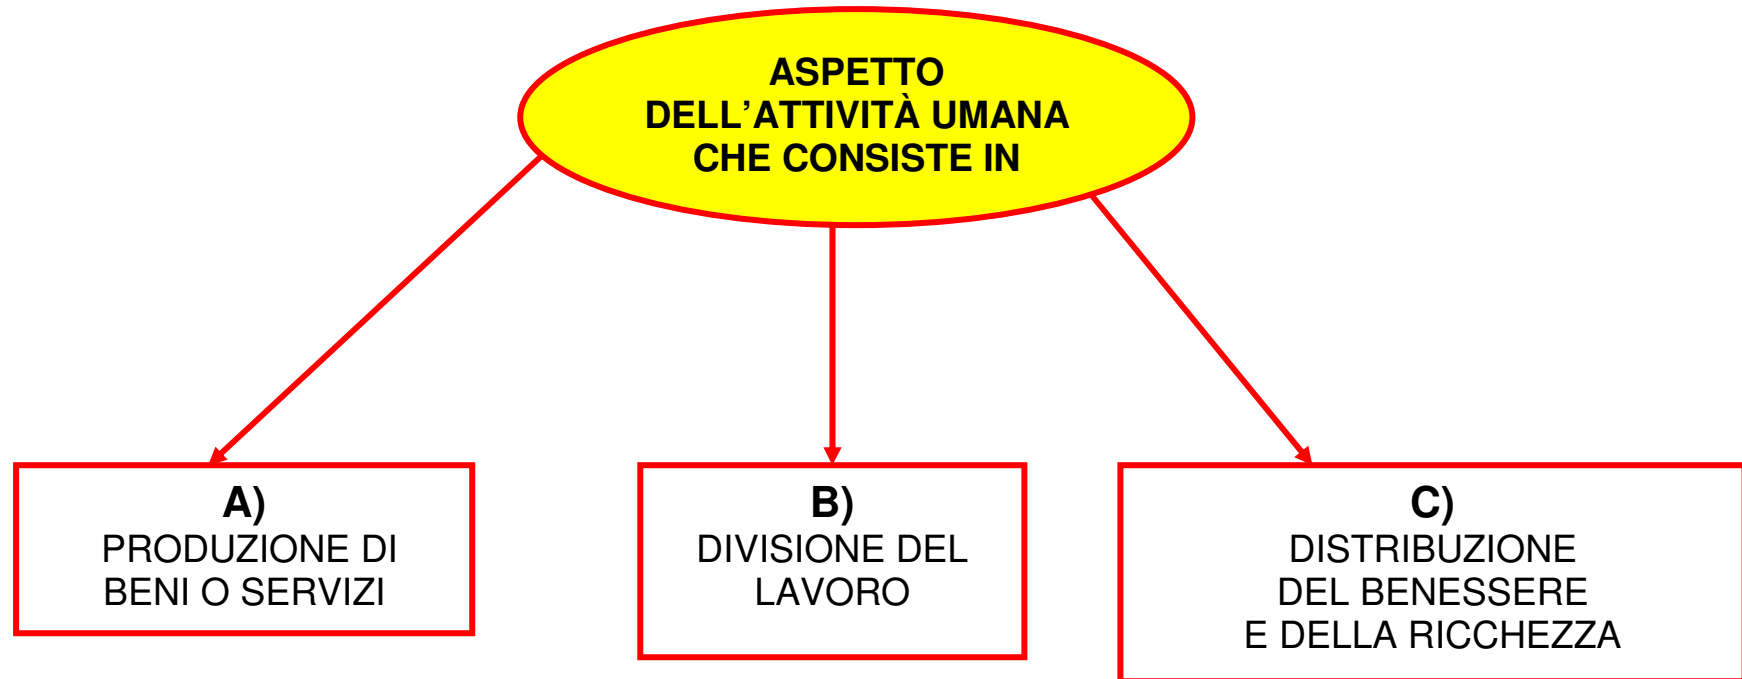 ASPETTO
DELL’ATTIVITÀ UMANA
CHE CONSISTE IN
A)
PRODUZIONE DI
BENI O SERVIZI
B)
DIVISIONE DEL
LAVORO
C)
DISTRIBUZIONE
DEL BENESSERE
E DELLA RICCHEZZA